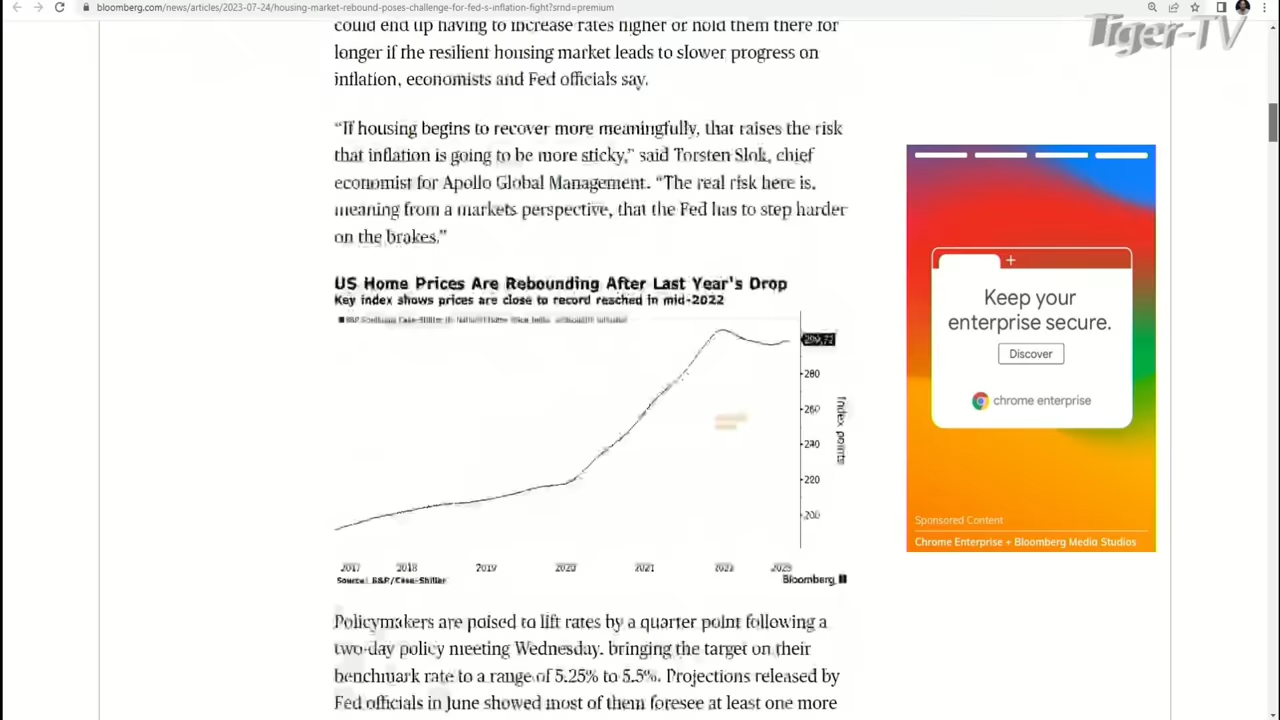 bloomberg.com/news/articles/2023-07-24/housing-market-rebound-poses-challenge-for-fed-s-inflation-fight?srnd=premium
Tiger-TV
could end up having to increase rates higher or hold them there for
longer if the resilient housing market leads to slower progress on
inflation, economists and Fed officials say.
“If housing begins to recover more meaningfully, that raises the risk
that inflation is going to be more sticky,” said Torsten Slok, chief
economist for Apollo Global Management. “The real risk here is,
meaning from a markets perspective, that the Fed has to step harder
on the brakes.”
US Home Prices Are Rebounding After Last Year's Drop
Key index shows prices are close to record reached in mid-2022
280
260
240
220
200
Index points
2017 2018 2019 2020 2021 2022 2023
Source: S&P/Case-Shiller
Bloomberg
Policymakers are poised to lift rates by a quarter point following a
two-day policy meeting Wednesday, bringing the target on their
benchmark rate to a range of 5.25% to 5.5%. Projections released by
Fed officials in June showed most of them foresee at least one more
+
Keep your
enterprise secure.
Discover
chrome enterprise
Sponsored Content
Chrome Enterprise + Bloomberg Media Studios